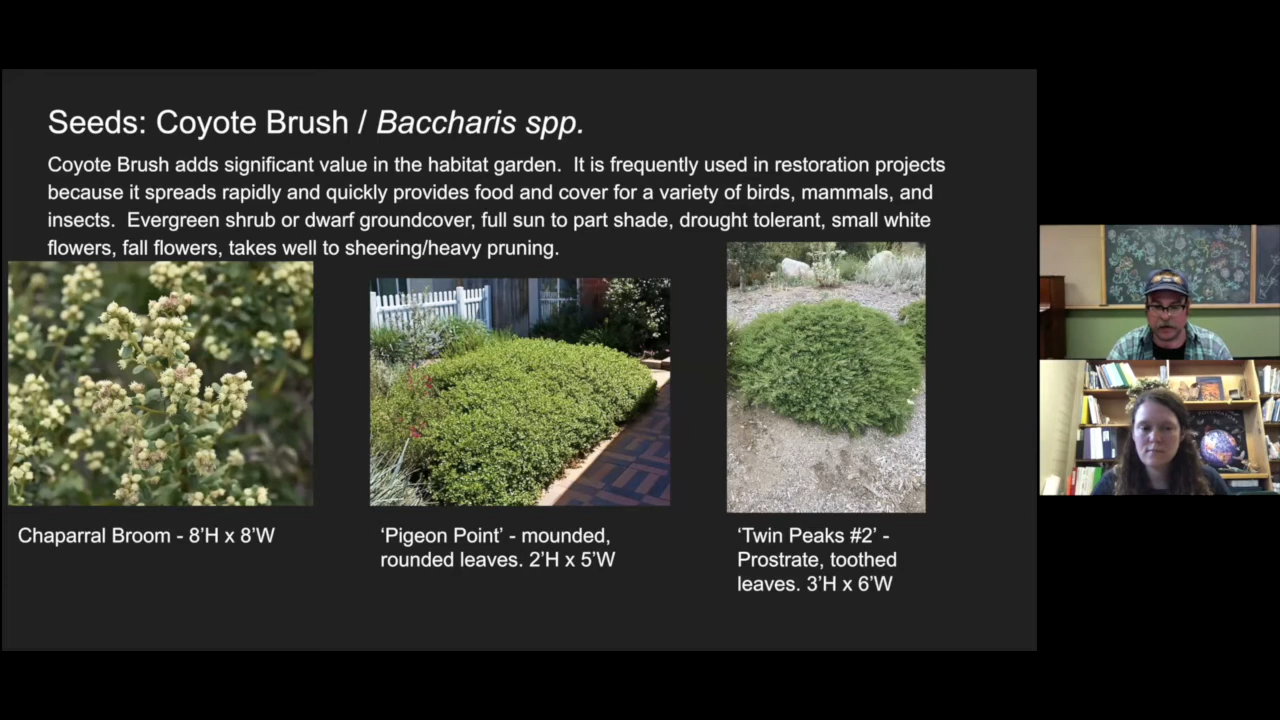 Seeds: Coyote Brush / Baccharis spp.
Coyote Brush adds significant value in the habitat garden.  It is frequently used in restoration projects
because it spreads rapidly and quickly provides food and cover for a variety of birds, mammals, and
insects.  Evergreen shrub or dwarf groundcover, full sun to part shade, drought tolerant, small white
flowers, fall flowers, takes well to sheering/heavy pruning.
Chaparral Broom - 8'H x 8'W
‘Pigeon Point’ - mounded,
rounded leaves. 2’H x 5’W
‘Twin Peaks #2’ -
Prostrate, toothed
leaves. 3’H x 6’W